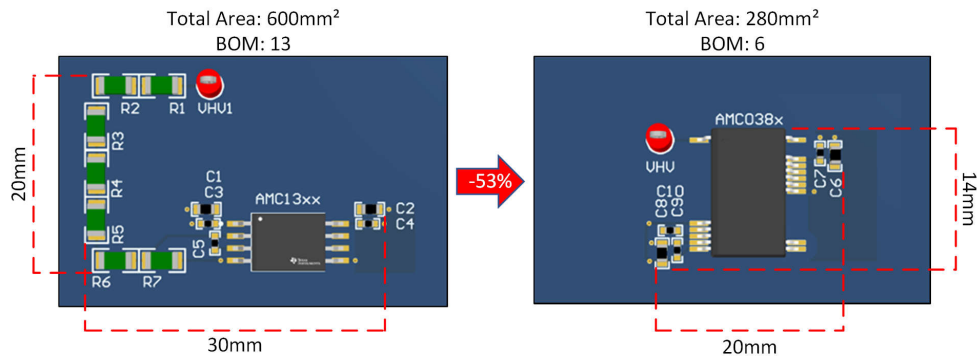 Total Area: 600mm²
BOM: 13
20mm
R2
R1
VHV1
R3
R4
R5
R6
R7
C1
C3
C5
AMC13xx
C2
C4
30mm
-53%
Total Area: 280mm²
BOM: 6
AMC038x
VHV
C7
C6
C10
C8
C9
14mm
20mm